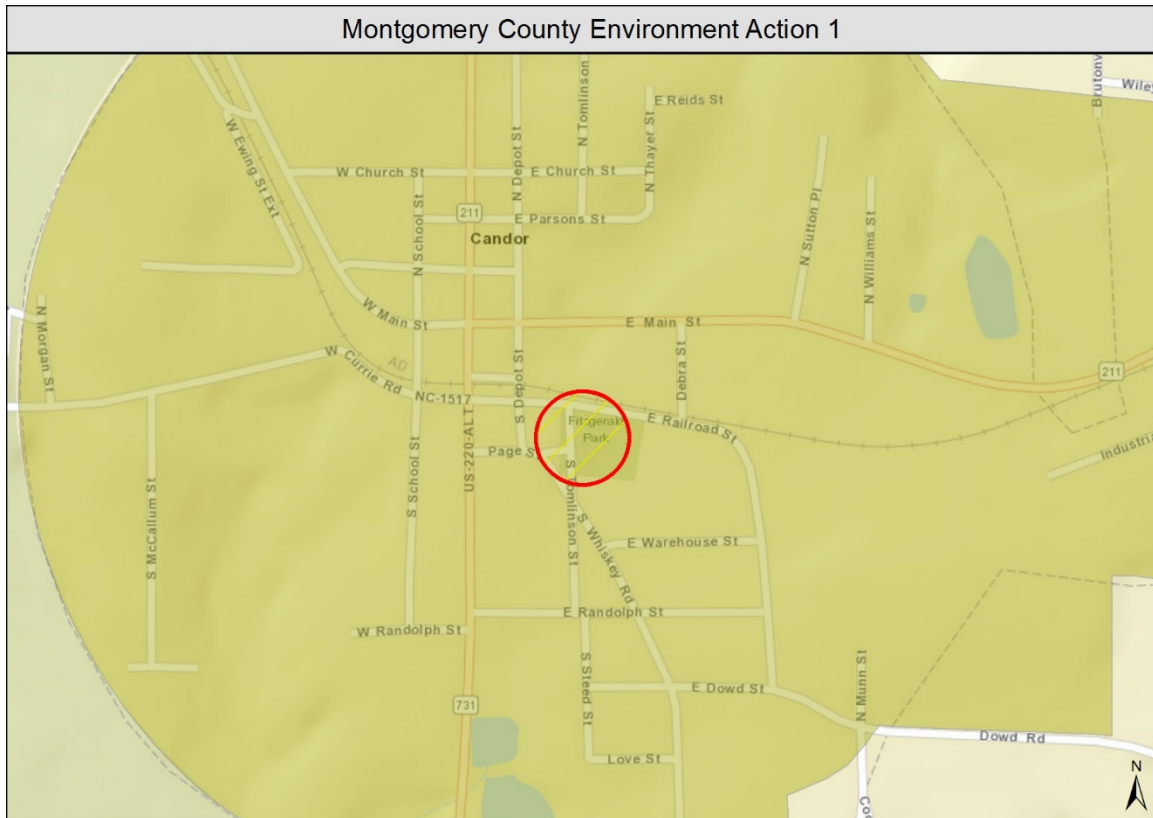 Montgomery County Environment Action 1
Wiley
Brutonv
N Tomlinson
E Reids St
N Depot St
N Thayer St
W Ewing St Ext
W Church St
E Church St
N School St
211
E Parsons St
Candor
N Sutton Pl
N Williams St
W Main St
E Main St
N Morgan St
S Depot St
Debra St
211
AD
W Currie Rd
NC-1517
US-220-ALT
Fitzgerald
Park
E Railroad St
Page S
Industria
S School St
S McCallum St
S Tomlinson St
S Whiskey Rd
E Warehouse St
E Randolph St
W Randolph St
S Steed St
E Dowd St
N Munn St
731
Dowd Rd
Love St
N